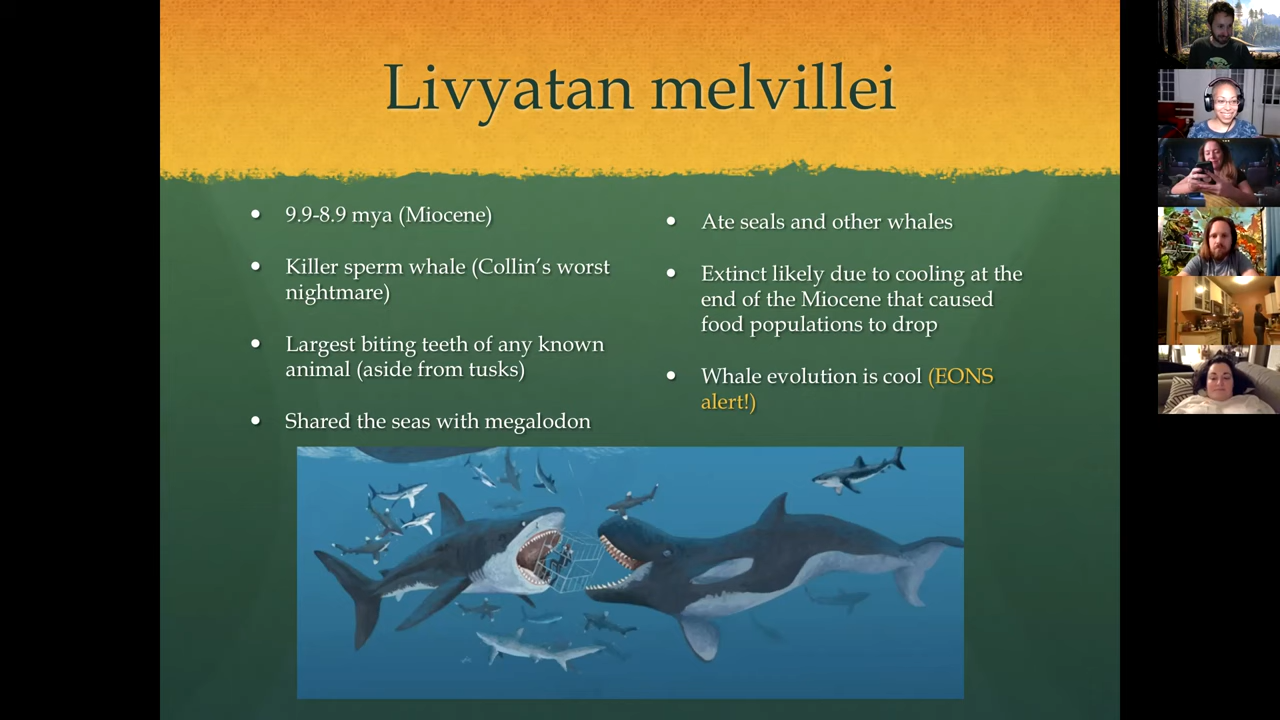 Livyatan melvillei
9.9-8.9 mya (Miocene)
Killer sperm whale (Collin’s worst
nightmare)
Largest biting teeth of any known
animal (aside from tusks)
Shared the seas with megalodon
Ate seals and other whales
Extinct likely due to cooling at the
end of the Miocene that caused
food populations to drop
Whale evolution is cool (EONS
alert!)